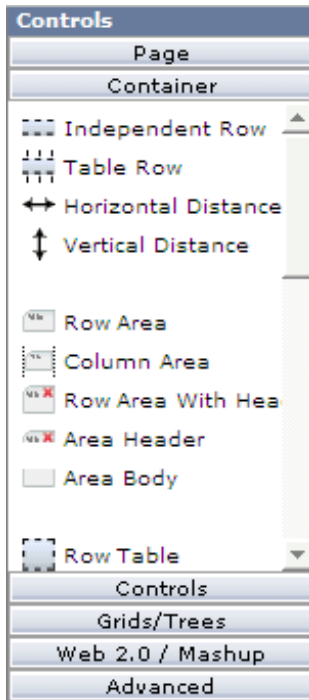 Controls
Page
Container
Independent Row
Table Row
Horizontal Distance
Vertical Distance
Row Area
Column Area
Row Area With Hea
Area Header
Area Body
Row Table
Controls
Grids/Trees
Web 2.0 / Mashup
Advanced